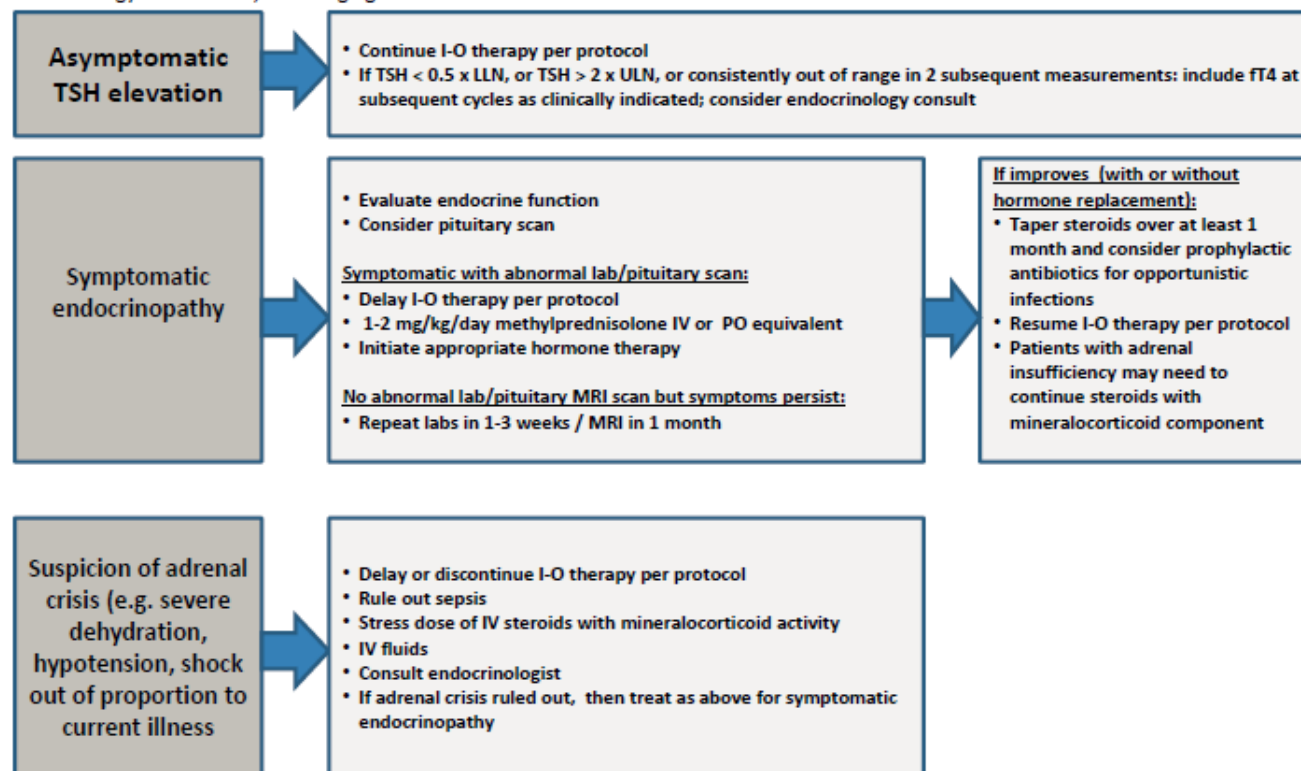 Asymptomatic
TSH elevation
• Continue I-O therapy per protocol
• If TSH < 0.5 x LLN, or TSH > 2 x ULN, or consistently out of range in 2 subsequent measurements: include fT4 at
subsequent cycles as clinically indicated; consider endocrinology consult
Symptomatic
endocrinopathy
• Evaluate endocrine function
• Consider pituitary scan
Symptomatic with abnormal lab/pituitary scan:
• Delay I-O therapy per protocol
• 1-2 mg/kg/day methylprednisolone IV or PO equivalent
• Initiate appropriate hormone therapy
No abnormal lab/pituitary MRI scan but symptoms persist:
• Repeat labs in 1-3 weeks / MRI in 1 month
If improves (with or without
hormone replacement):
• Taper steroids over at least 1
month and consider prophylactic
antibiotics for opportunistic
infections
• Resume I-O therapy per protocol
• Patients with adrenal
insufficiency may need to
continue steroids with
mineralocorticoid component
Suspicion of adrenal
crisis (e.g. severe
dehydration,
hypotension, shock
out of proportion to
current illness
• Delay or discontinue I-O therapy per protocol
• Rule out sepsis
• Stress dose of IV steroids with mineralocorticoid activity
• IV fluids
• Consult endocrinologist
• If adrenal crisis ruled out, then treat as above for symptomatic
endocrinopathy